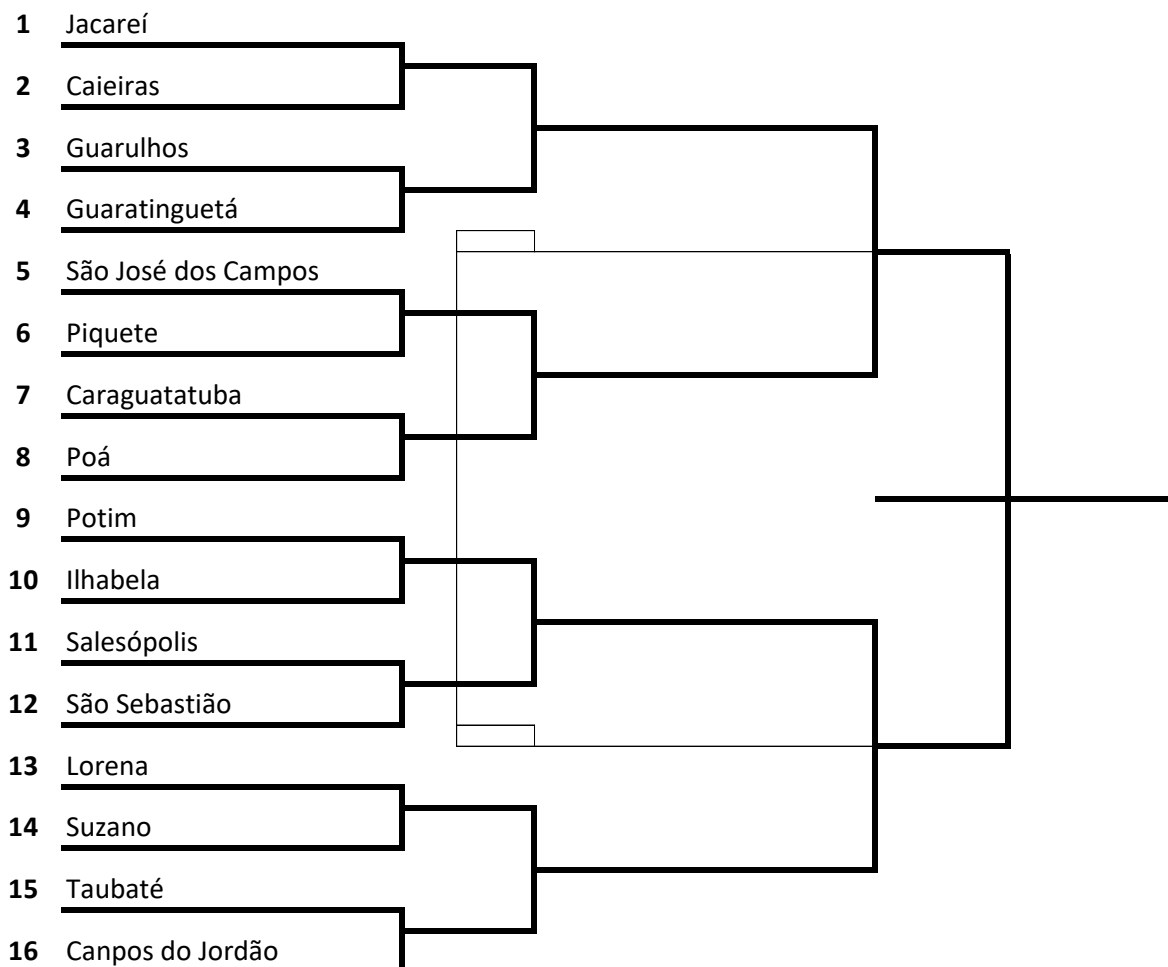 1 Jacareí
2 Caieiras
3 Guarulhos
4 Guaratinguetá
5 São José dos Campos
6 Piquete
7 Caraguatatuba
8 Poá
9 Potim
10 Ilhabela
11 Salesópolis
12 São Sebastião
13 Lorena
14 Suzano
15 Taubaté
16 Canpos do Jordão